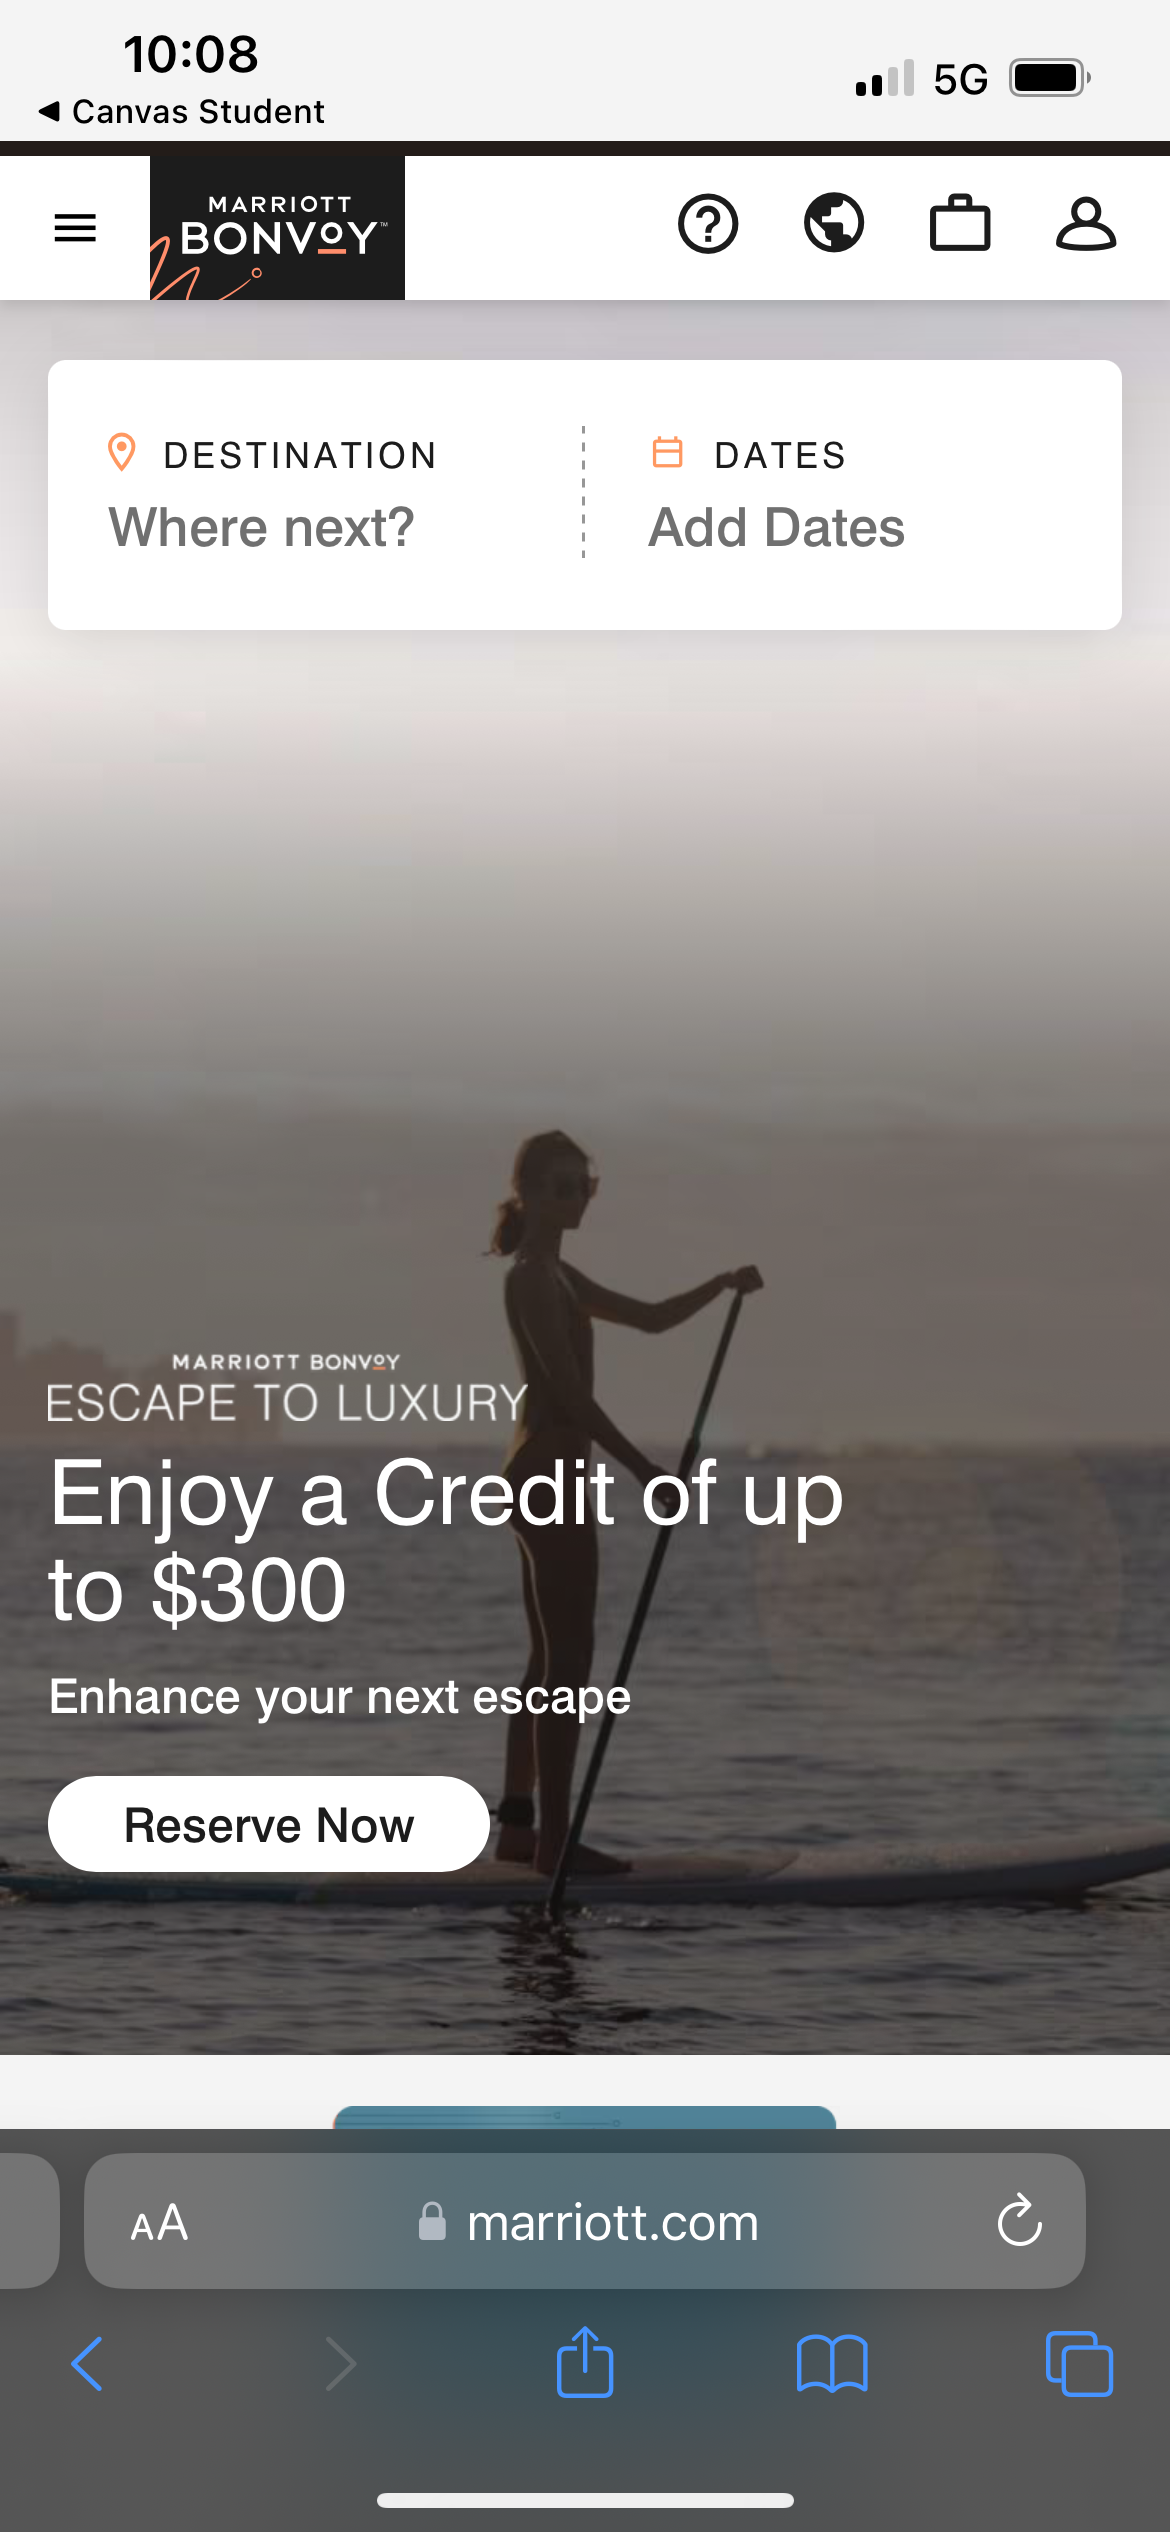 10:08
5G
◀ Canvas Student
MARRIOTT
BONVOY™
DESTINATION
Where next?
DATES
Add Dates
MARRIOTT BONVOY
ESCAPE TO LUXURY
Enjoy a Credit of up
to $300
Enhance your next escape
Reserve Now
AA
marriott.com